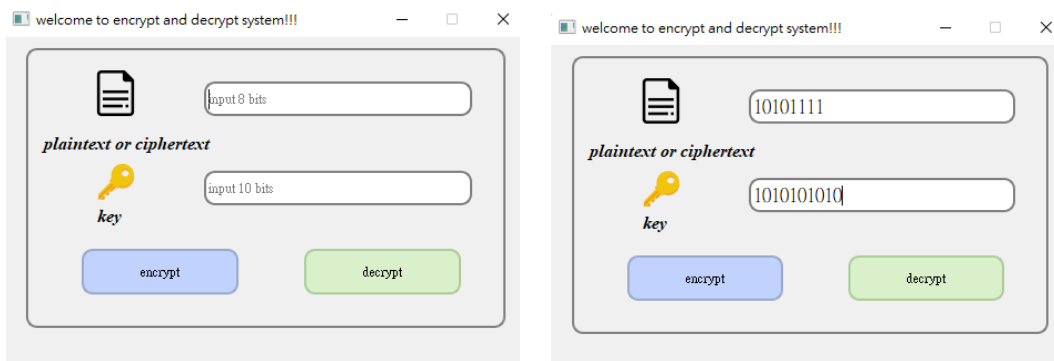 welcome to encrypt and decrypt system!!!
input 8 bits
plaintext or ciphertext
input 10 bits
key
encrypt
decrypt
welcome to encrypt and decrypt system!!!
10101111
plaintext or ciphertext
1010101010
key
encrypt
decrypt